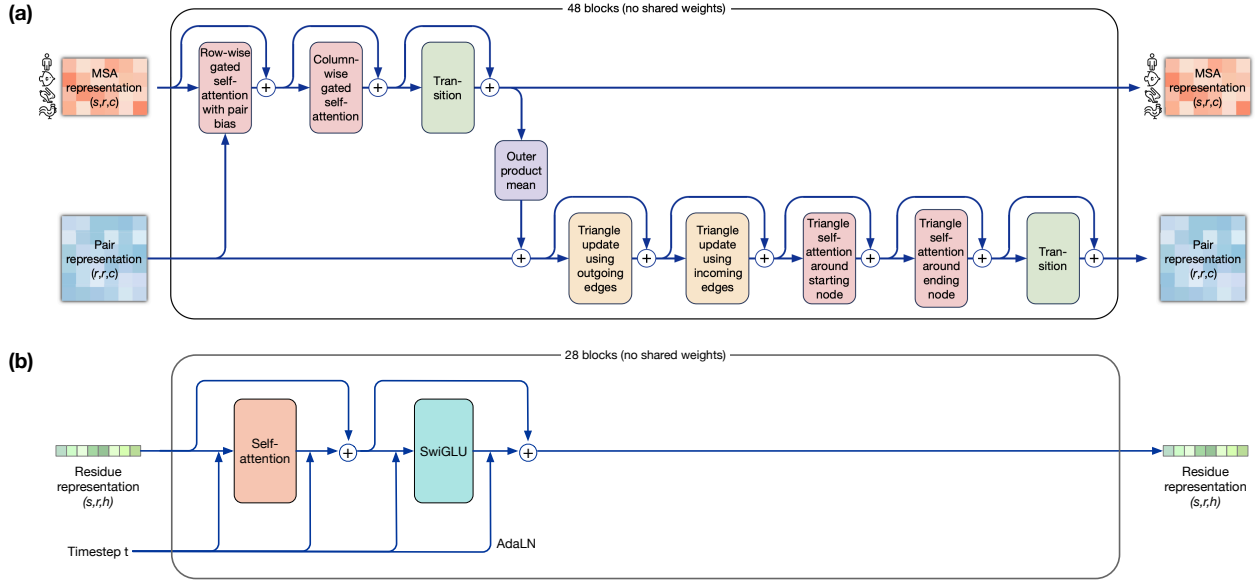 (a)
48 blocks (no shared weights)
MSA
representation
(s,r,c)
Row-wise
gated
self-
attention
with pair
bias
+
Column-
wise
gated
self-
attention
+
Tran-
sition
+
MSA
representation
(s,r,c)
Outer
product
mean
Pair
representation
(r,r,c)
+
Triangle
update
using
outgoing
edges
+
Triangle
update
using
incoming
edges
+
Triangle
self-
attention
around
starting
node
+
Triangle
self-
attention
around
ending
node
+
Tran-
sition
+
Pair
representation
(r,r,c)
(b)
28 blocks (no shared weights)
Residue
representation
(s,r,h)
Self-
attention
+
SwiGLU
+
Residue
representation
(s,r,h)
Timestep t
AdaLN